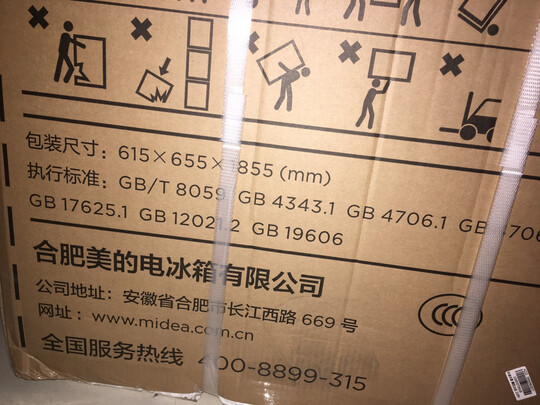 包装尺寸：615×655×1855 (mm)
执行标准：GB/T 8059 GB 4343.1 GB 4706.1
GB 17625.1 GB 12021.2 GB 19606
合肥美的电冰箱有限公司
公司地址：安徽省合肥市长江西路 669 号
网址：www.midea.com.cn
全国服务热线 400-8899-315